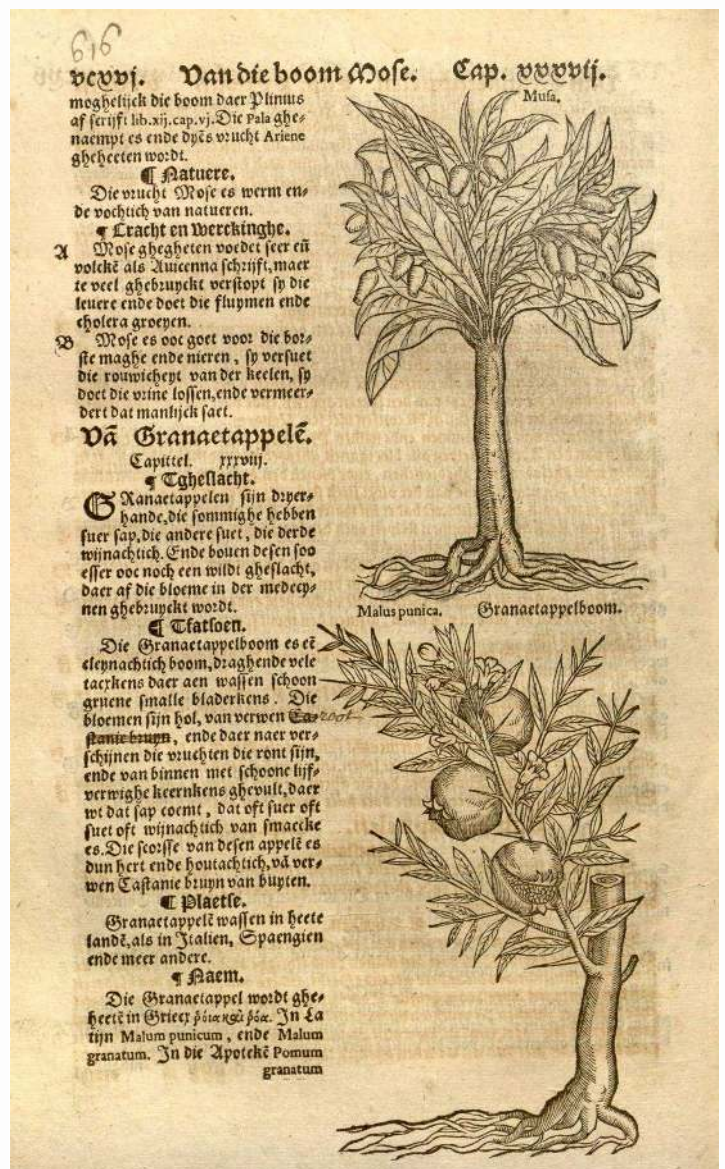 616
vcxvj. Van die boom Mose. Cap. xxxvij.
moghelijck die boom daer Plinius
af scrijft lib.xij.cap.vj. Die Pala ghe-
naempt es ende dyẽs vrucht Ariene
gheheeten wordt.
¶ Natuere.
Die vrucht Mose es werm en-
de vochtich van natueren.
¶ Cracht en Werckinghe.
A Mose ghegheten voedet seer eñ
volckẽ als Auicenna schrijft, maer
te veel ghebruyckt verstopt sy die
leuere ende doet die fluymen ende
cholera groeyen.
B Mose es ooc goet voor die bor-
ste maghe ende nieren, sy versuet
die rouwicheyt van der keelen, sy
doet die vrine lossen, ende vermeer-
dert dat manlijck saet.
Vã Granaetappelẽ.
Capittel. xxxviij.
¶ Tgheslacht.
GRanaetappelen sijn dryer-
hande, die sommighe hebben
suer sap, die andere suet, die derde
wijnachtich. Ende bouen desen soo
esser ooc noch een wildt gheslacht,
daer af die bloeme in der medecy-
nen ghebruyckt wordt.
¶ Tfatsoen.
Die Granaetappelboom es eẽ
cleynachtich boom, draghende vele
tacxkens daer aen wassen schoon
gruene smalle bladerkens. Die
bloemen sijn hol, van verwen Ca- root
stanie bruyn, ende daer naer ver-
schijnen die vruchten die ront sijn,
ende van binnen met schoone lijf-
verwighe keernkens ghevult, daer
wt dat sap coemt, dat oft suer oft
suet oft wijnachtich van smaecke
es. Die scorsse van desen appelẽ es
dun hert ende houtachtich, vã ver-
wen Castanie bruyn van buyten.
¶ Plaetse.
Granaetappelẽ wassen in heete
landẽ, als in Italien, Spaengien
ende meer andere.
¶ Naem.
Die Granaetappel wordt ghe-
heetẽ in Griecx ῥόια καὶ ῥόα. In La
tijn Malum punicum, ende Malum
granatum. In die Apotekẽ Pomum
granatum
Musa.
Malus punica. Granaetappelboom.